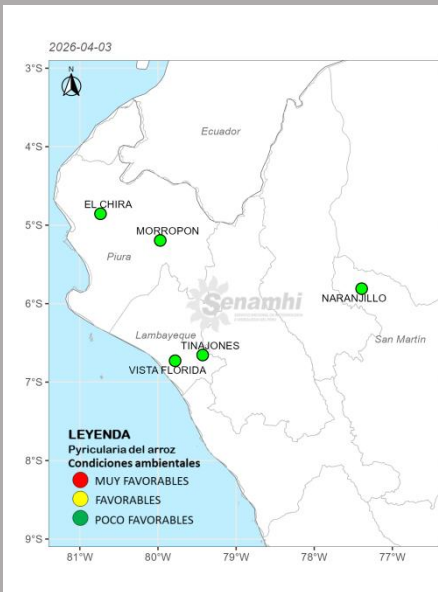 2026-04-03
N
3°S
4°S
5°S
6°S
7°S
8°S
9°S
Ecuador
EL CHIRA
MORROPON
Piura
NARANJILLO
Senamhi
San Martín
Lambayeque
TINAJONES
VISTA FLORIDA
LEYENDA
Pyricularia del arroz
Condiciones ambientales
MUY FAVORABLES
FAVORABLES
POCO FAVORABLES
81°W 80°W 79°W 78°W 77°W